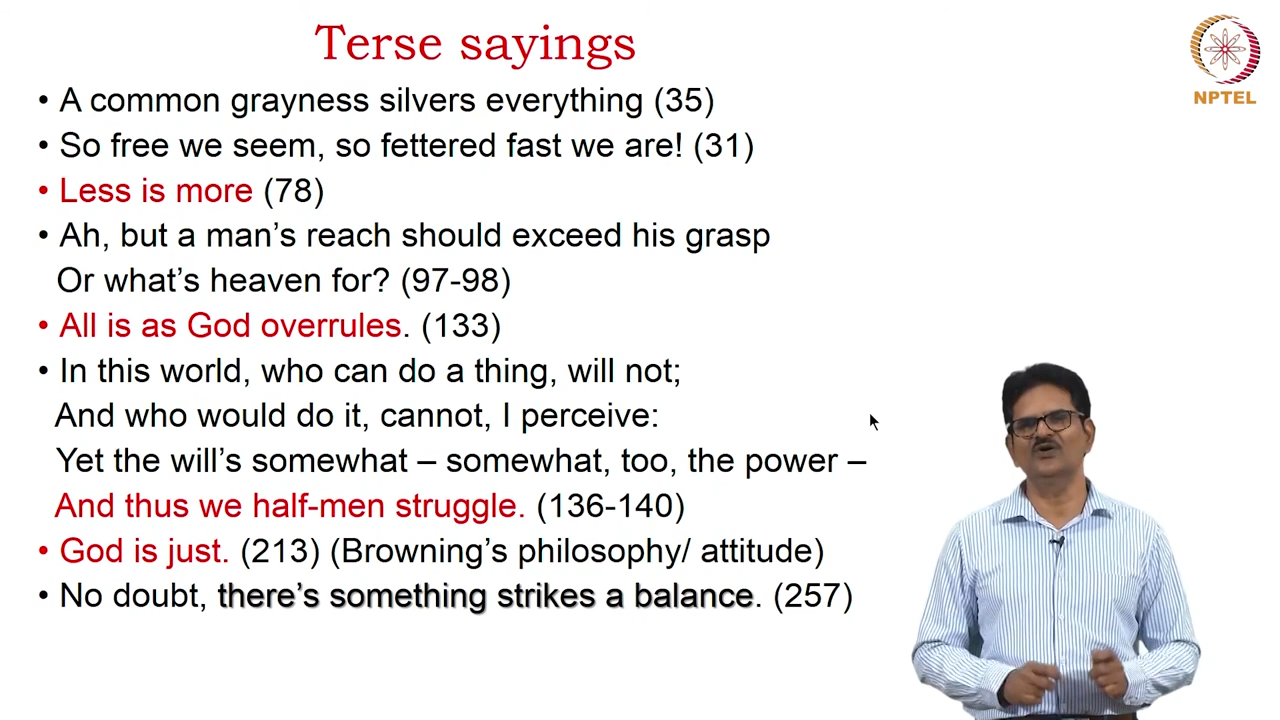 Terse sayings
NPTEL
• A common grayness silvers everything (35)
• So free we seem, so fettered fast we are! (31)
• Less is more (78)
• Ah, but a man’s reach should exceed his grasp
Or what’s heaven for? (97-98)
• All is as God overrules. (133)
• In this world, who can do a thing, will not;
And who would do it, cannot, I perceive:
Yet the will’s somewhat – somewhat, too, the power –
And thus we half-men struggle. (136-140)
• God is just. (213) (Browning’s philosophy/ attitude)
• No doubt, there’s something strikes a balance. (257)